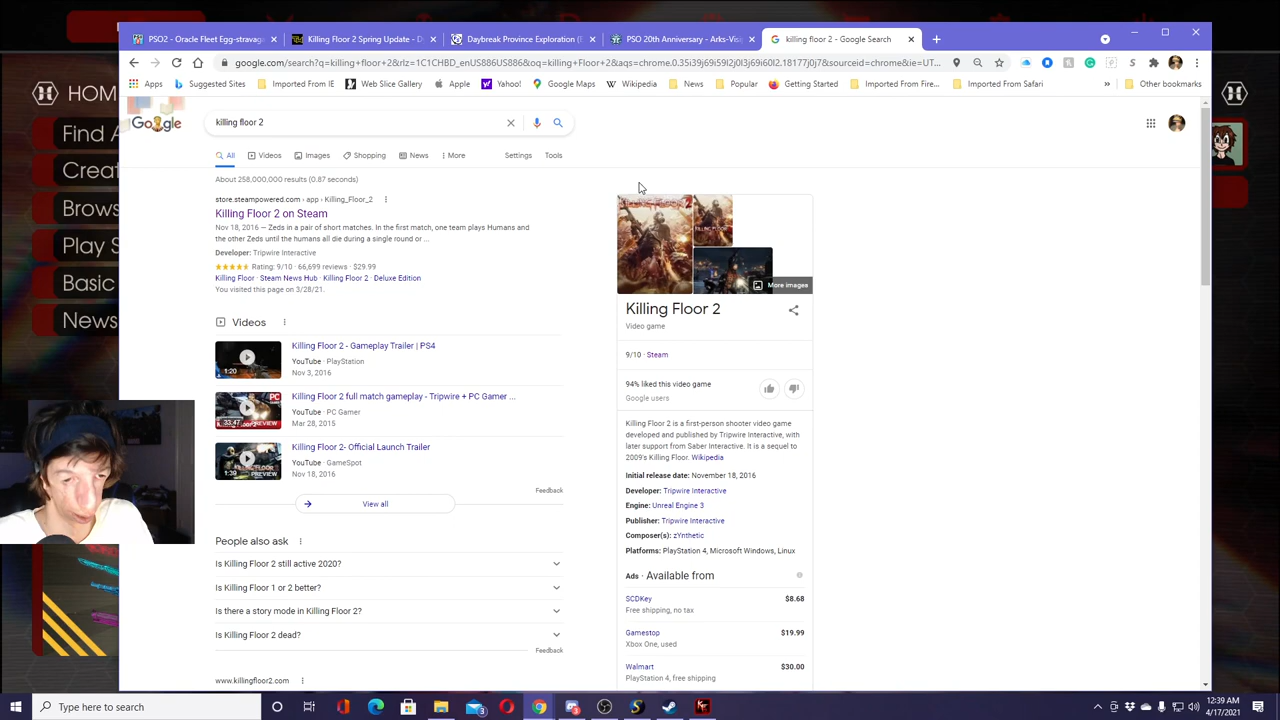 PSO2 - Oracle Fleet Egg-strava
Killing Floor 2 Spring Update -
Daybreak Province Exploration (
PSO 20th Anniversary - Arks-Vis
killing floor 2 - Google Search
google.com/search?q=killing+floor+2&rlz=1C1CHBD_enUS886US886&oq=killing+Floor+2&aqs=chrome.0.35i39j69i59l2j0l3j69i60l2.18177j0j7&sourceid=chrome&ie=UT...
Apps
Suggested Sites
Imported From IE
Web Slice Gallery
Apple
Yahoo!
Google Maps
Wikipedia
News
Popular
Getting Started
Imported From Fire...
Imported From Safari
»
Other bookmarks
HOM
Find A
Creat
Brows
Play S
News
Google
killing floor 2
All
Videos
Images
Shopping
News
More
Settings
Tools
About 258,000,000 results (0.87 seconds)
store.steampowered.com › app › Killing_Floor_2
Killing Floor 2 on Steam
Nov 18, 2016 — Zeds in a pair of short matches. In the first match, one team plays Humans and
the other Zeds until the humans all die during a single round or ...
Developer: Tripwire Interactive
Rating: 9/10 · 66,699 reviews · $29.99
Killing Floor · Steam News Hub · Killing Floor 2 · Deluxe Edition
You visited this page on 3/28/21.
Videos
Killing Floor 2 - Gameplay Trailer | PS4
YouTube · PlayStation
Nov 3, 2016
1:20
Killing Floor 2 full match gameplay - Tripwire + PC Gamer ...
YouTube · PC Gamer
Mar 28, 2015
33:47
Killing Floor 2- Official Launch Trailer
YouTube · GameSpot
Nov 18, 2016
1:39
Feedback
View all
People also ask
Is Killing Floor 2 still active 2020?
Is Killing Floor 1 or 2 better?
Is there a story mode in Killing Floor 2?
Is Killing Floor 2 dead?
Feedback
www.killingfloor2.com
More images
Killing Floor 2
Video game
9/10 · Steam
94% liked this video game
Google users
Killing Floor 2 is a first-person shooter video game
developed and published by Tripwire Interactive, with
later support from Saber Interactive. It is a sequel to
2009's Killing Floor. Wikipedia
Initial release date: November 18, 2016
Developer: Tripwire Interactive
Engine: Unreal Engine 3
Publisher: Tripwire Interactive
Composer(s): zYnthetic
Platforms: PlayStation 4, Microsoft Windows, Linux
Ads · Available from
SCDKey $8.68
Free shipping, no tax
Gamestop $19.99
Xbox One, used
Walmart $30.00
PlayStation 4, free shipping
Type here to search
12:39 AM
4/17/2021